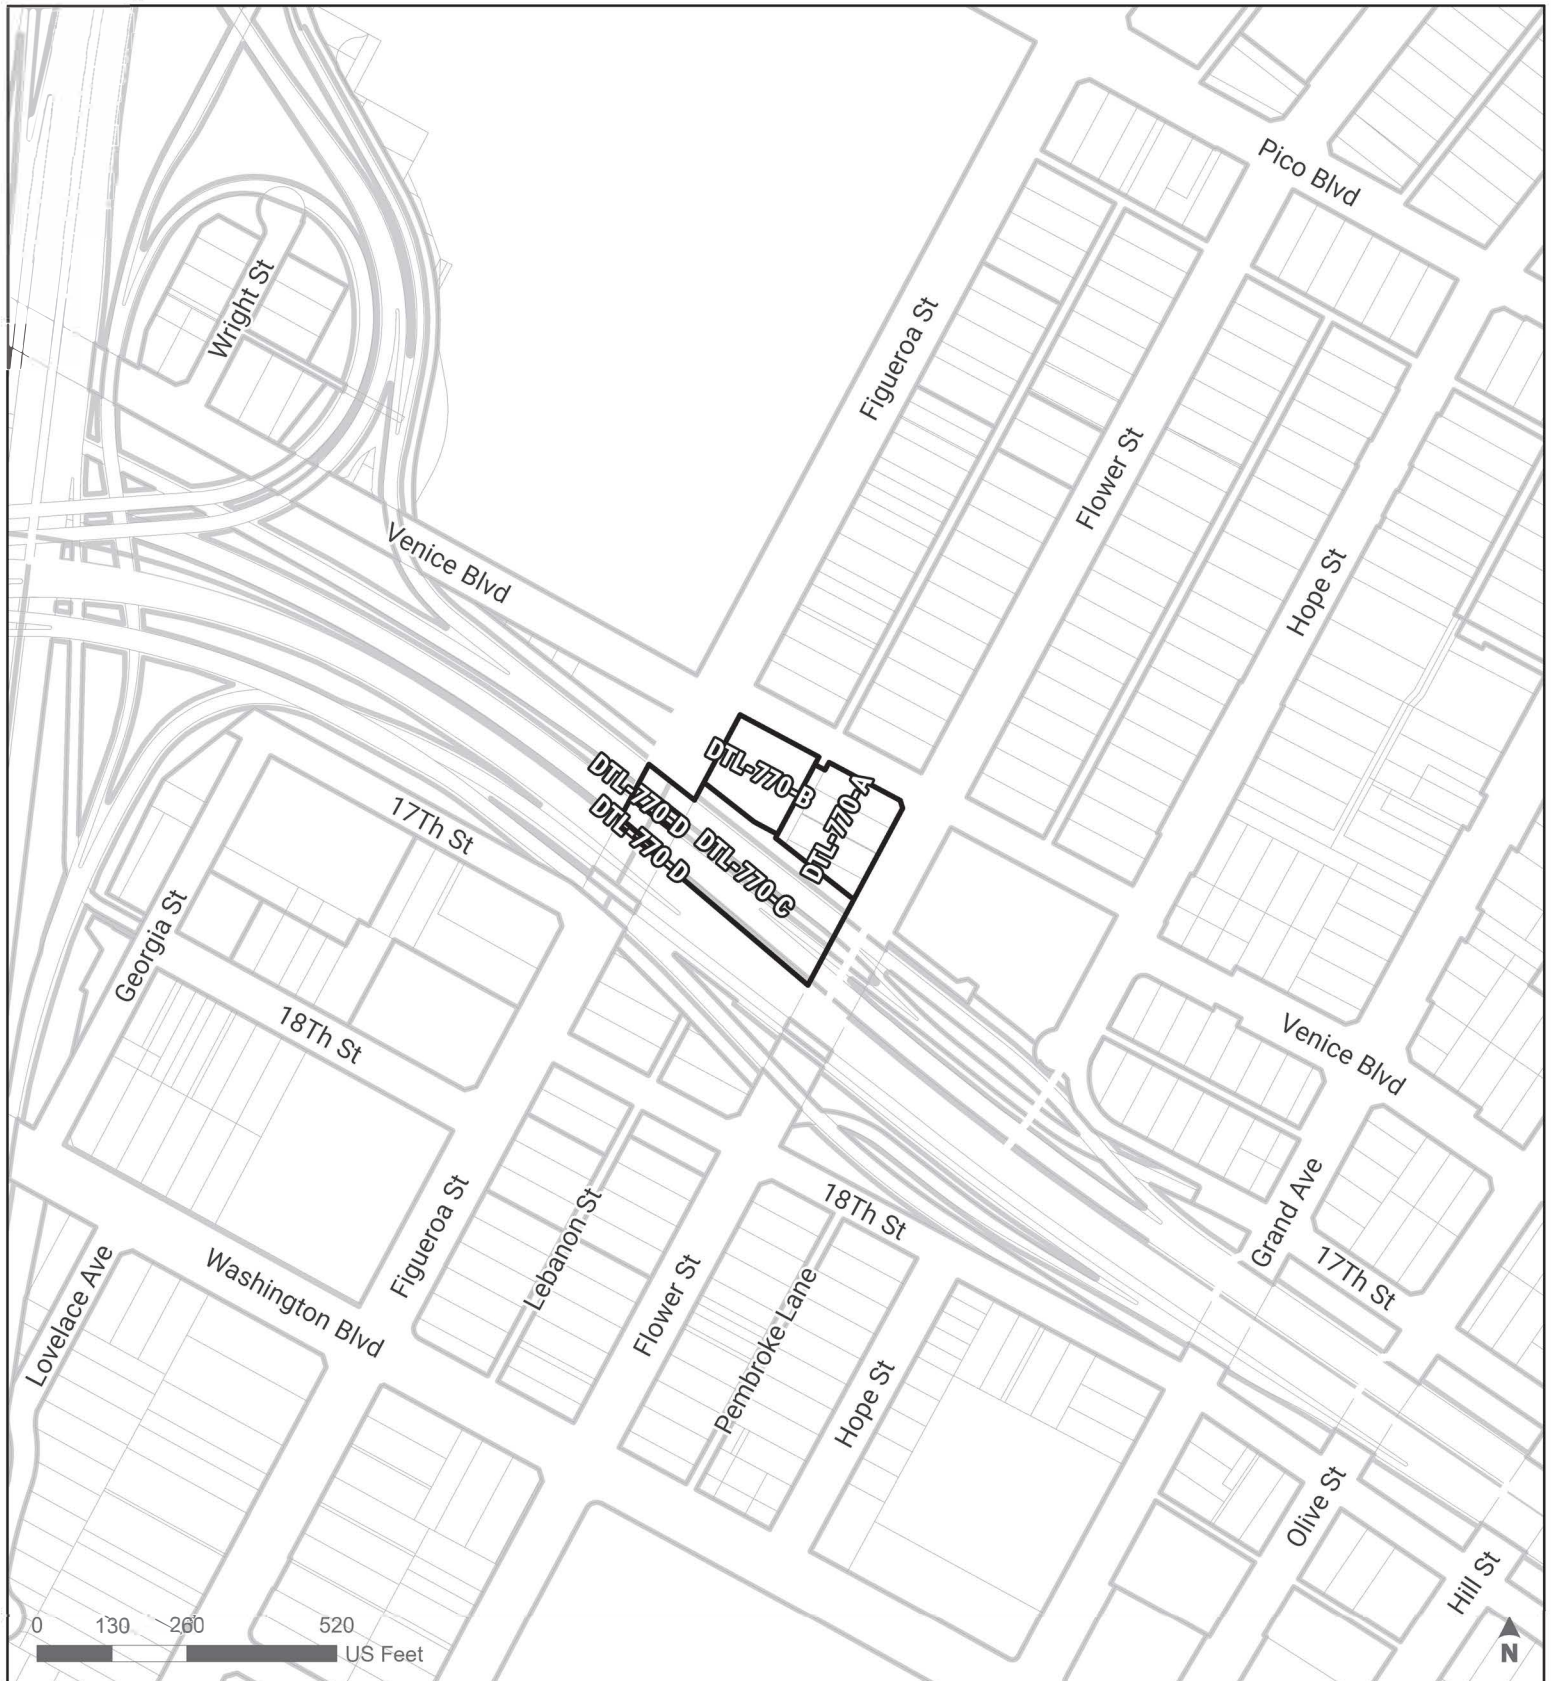 Pico Blvd
Wright St
Figueroa St
Flower St
Venice Blvd
Hope St
DTL-770-B
DTL-770-A
DTL-770-D
DTL-770-D
DTL-770-C
17Th St
Georgia St
18Th St
Venice Blvd
Grand Ave
18Th St
17Th St
Figueroa St
Lebanon St
Flower St
Pembroke Lane
Hope St
Lovelace Ave
Washington Blvd
Olive St
Hill St
0 130 260 520
US Feet
N